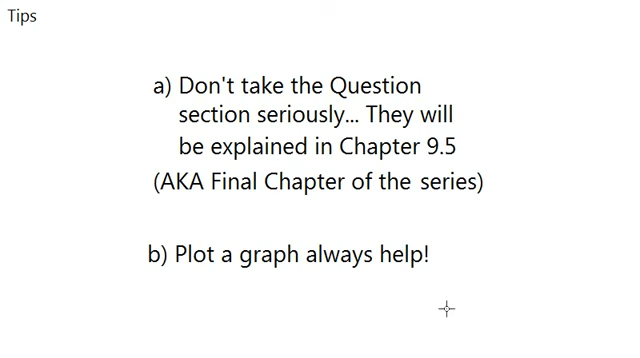 Tips
a) Don't take the Question
section seriously... They will
be explained in Chapter 9.5
(AKA Final Chapter of the series)
b) Plot a graph always help!